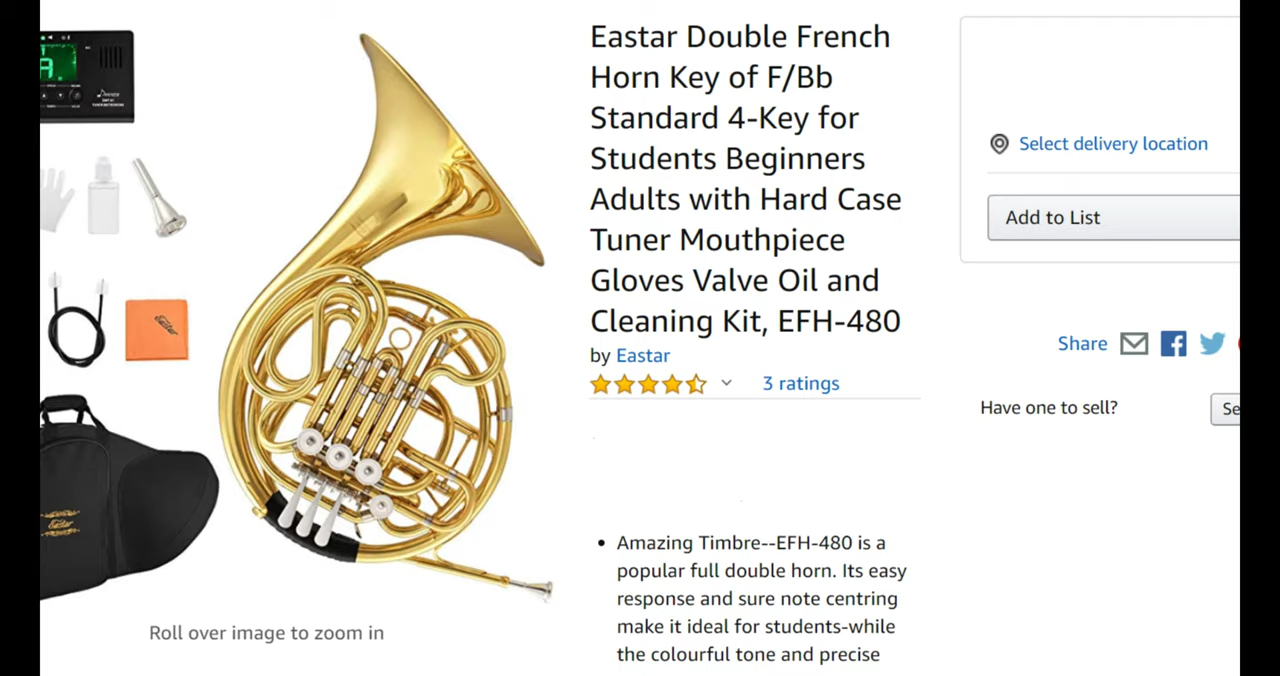 Eastar Double French
Horn Key of F/Bb
Standard 4-Key for
Students Beginners
Adults with Hard Case
Tuner Mouthpiece
Gloves Valve Oil and
Cleaning Kit, EFH-480
by Eastar
3 ratings
Amazing Timbre--EFH-480 is a
popular full double horn. Its easy
response and sure note centring
make it ideal for students-while
the colourful tone and precise
Select delivery location
Add to List
Share
Have one to sell?
Se
A.
Eastar
Eastar
Roll over image to zoom in